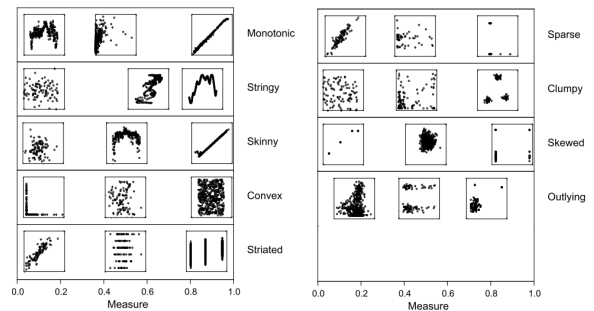 Monotonic
Stringy
Skinny
Convex
Striated
0.0 0.2 0.4 0.6 0.8 1.0
Measure
Sparse
Clumpy
Skewed
Outlying
0.0 0.2 0.4 0.6 0.8 1.0
Measure